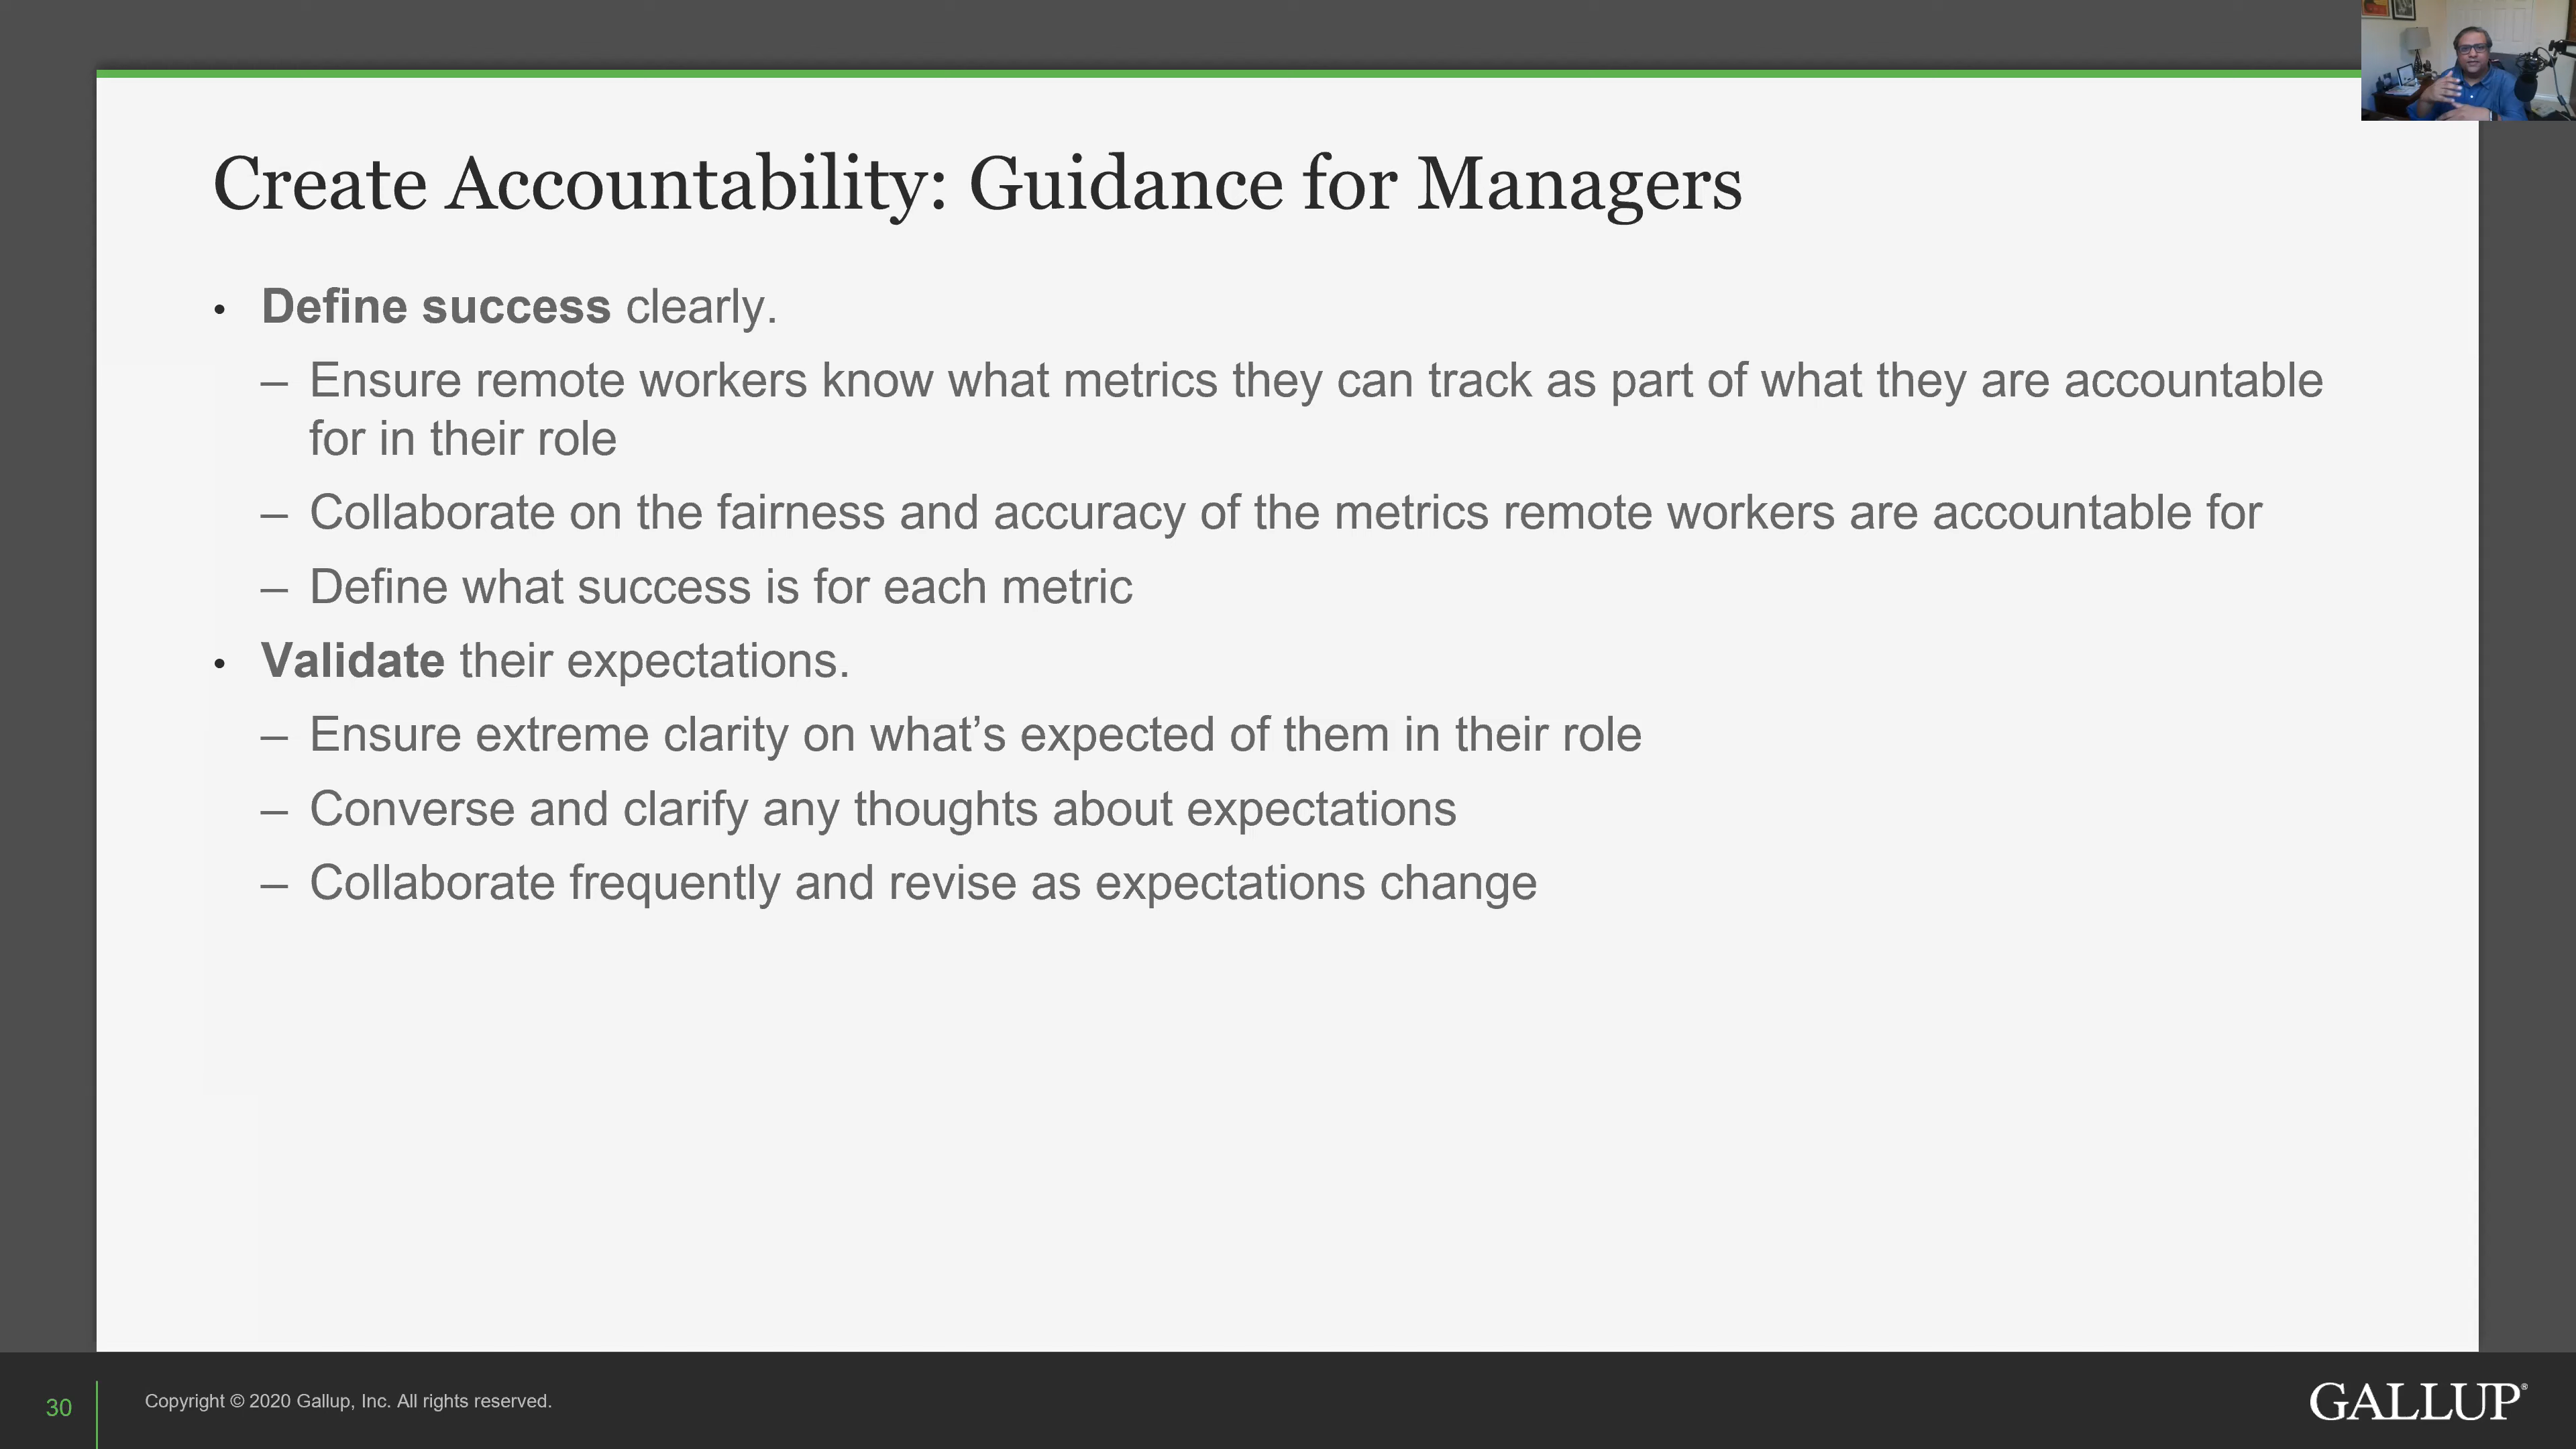 Create Accountability: Guidance for Managers
• Define success clearly.
– Ensure remote workers know what metrics they can track as part of what they are accountable
for in their role
– Collaborate on the fairness and accuracy of the metrics remote workers are accountable for
– Define what success is for each metric
• Validate their expectations.
– Ensure extreme clarity on what’s expected of them in their role
– Converse and clarify any thoughts about expectations
– Collaborate frequently and revise as expectations change
30
Copyright © 2020 Gallup, Inc. All rights reserved.
GALLUP®